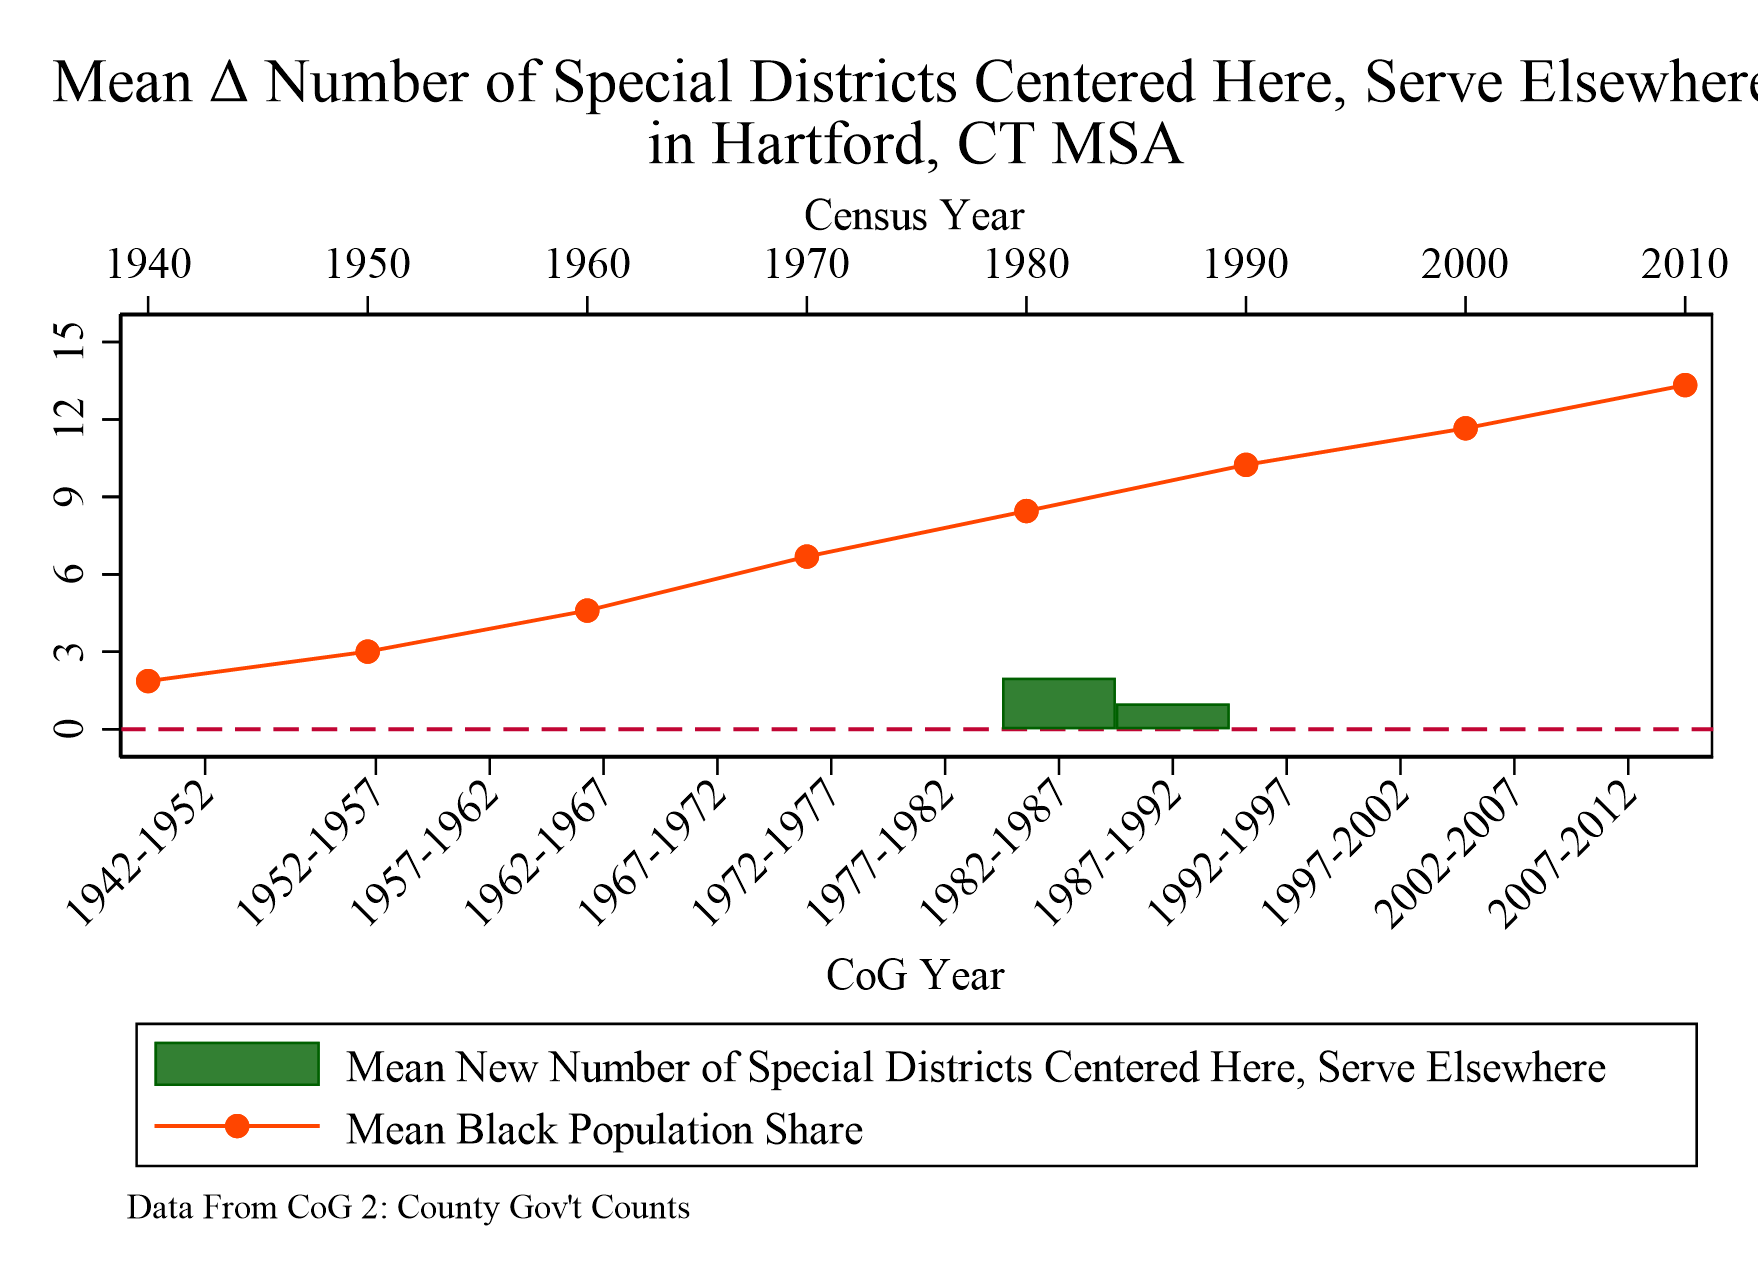 Mean Δ Number of Special Districts Centered Here, Serve Elsewhere
in Hartford, CT MSA
Census Year
1940 1950 1960 1970 1980 1990 2000 2010
15
12
9
6
3
0
1942-1952 1952-1957 1957-1962 1962-1967 1967-1972 1972-1977 1977-1982 1982-1987 1987-1992 1992-1997 1997-2002 2002-2007 2007-2012
CoG Year
Mean New Number of Special Districts Centered Here, Serve Elsewhere
Mean Black Population Share
Data From CoG 2: County Gov't Counts